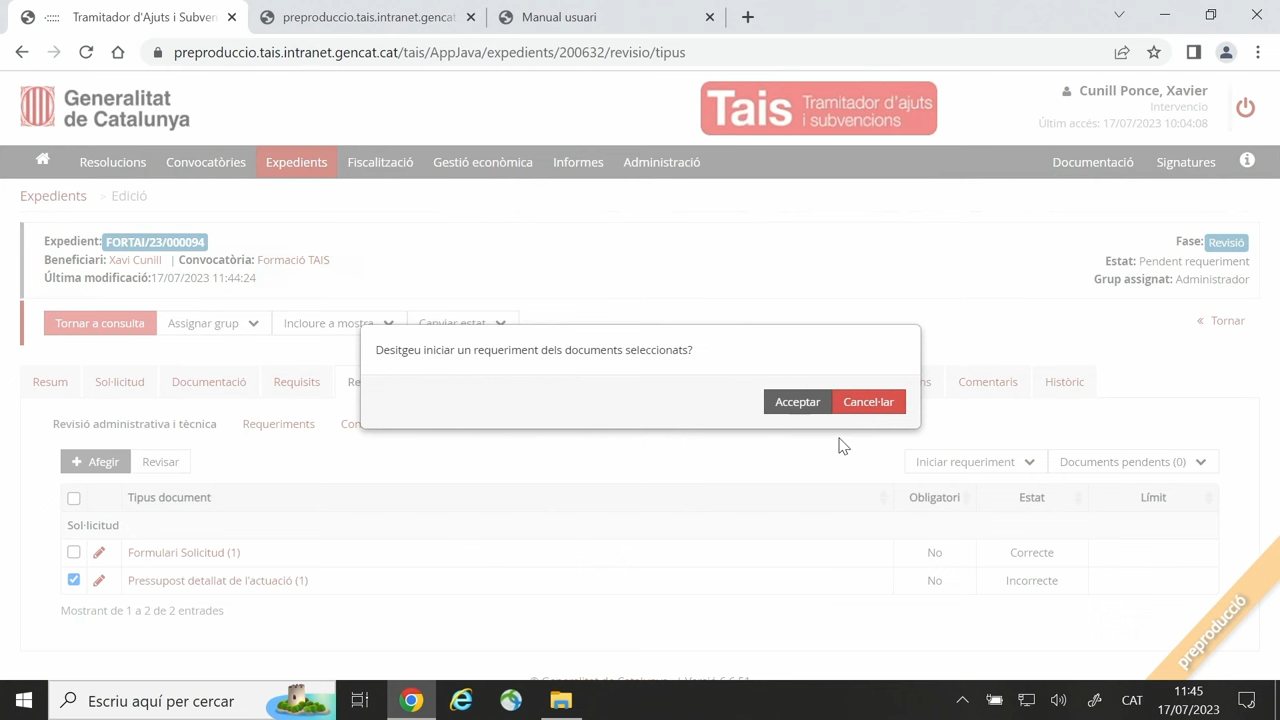 Tramitador d'Ajuts i Subven
preproduccio.tais.intranet.gencat
Manual usuari
preproduccio.tais.intranet.gencat.cat/tais/AppJava/expedients/200632/revisio/tipus
Generalitat
de Catalunya
Tais Tramitador d'ajuts
i subvencions
Cunill Ponce, Xavier
Intervencio
Últim accés: 17/07/2023 10:04:08
Resolucions Convocatòries Expedients Fiscalització Gestió econòmica Informes Administració Documentació Signatures
Expedients > Edició
Expedient: FORTAI/23/000094
Beneficiari: Xavi Cunill | Convocatòria: Formació TAIS
Última modificació:17/07/2023 11:44:24
Fase: Revisió
Estat: Pendent requeriment
Grup assignat: Administrador
Tornar a consulta Assignar grup Incloure a mostra Canviar estat « Tornar
Desitgeu iniciar un requeriment dels documents seleccionats?
Acceptar Cancel·lar
Resum Sol·licitud Documentació Requisits Re ns Comentaris Històric
Revisió administrativa i tècnica Requeriments Con
+ Afegir Revisar Iniciar requeriment Documents pendents (0)
Tipus document Obligatori Estat Límit
Sol·licitud
Formulari Solicitud (1) No Correcte
Pressupost detallat de l'actuació (1) No Incorrecte
Mostrant de 1 a 2 de 2 entrades
preproducció
Escriu aquí per cercar
CAT
11:45
17/07/2023